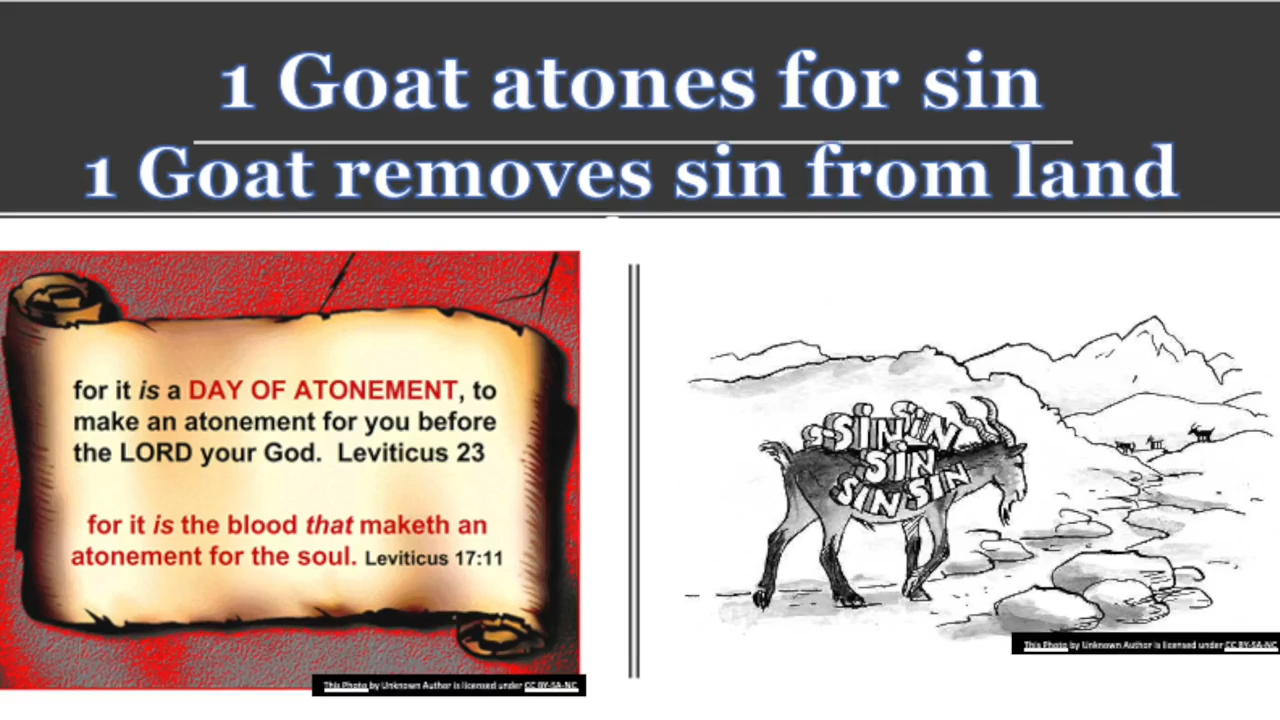 1 Goat atones for sin
1 Goat removes sin from land
for it is a DAY OF ATONEMENT, to
make an atonement for you before
the LORD your God. Leviticus 23
for it is the blood that maketh an
atonement for the soul. Leviticus 17:11
This Photo by Unknown Author is licensed under CC BY-SA-NC
SIN SIN
SIN
SIN SIN
This Photo by Unknown Author is licensed under CC BY-SA-NC